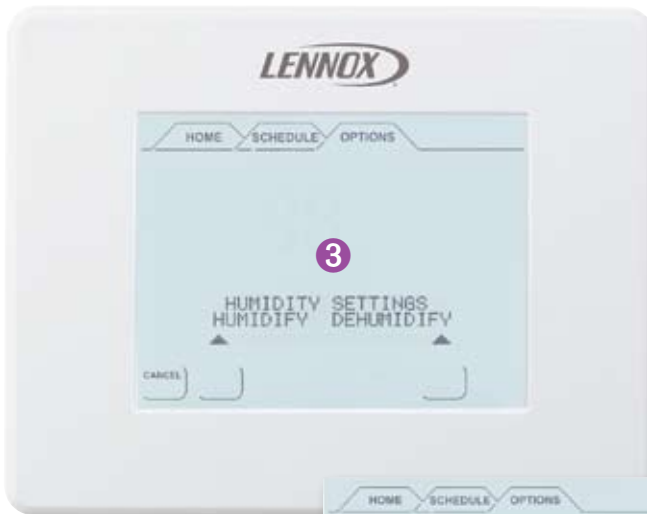 LENNOX
HOME SCHEDULE OPTIONS
3
HUMIDITY SETTINGS
HUMIDIFY DEHUMIDIFY
CANCEL
HOME SCHEDULE OPTIONS